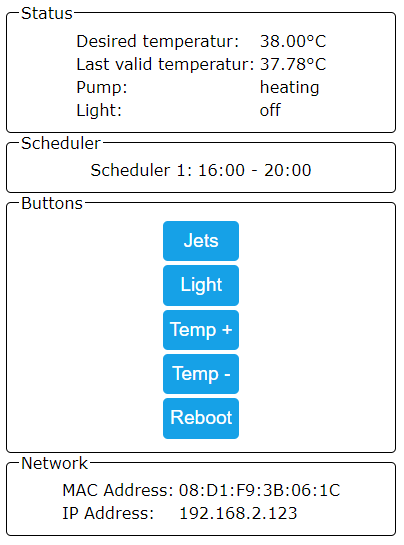 Status
Desired temperatur: 38.00°C
Last valid temperatur: 37.78°C
Pump: heating
Light: off
Scheduler
Scheduler 1: 16:00 - 20:00
Buttons
Jets
Light
Temp +
Temp -
Reboot
Network
MAC Address: 08:D1:F9:3B:06:1C
IP Address: 192.168.2.123